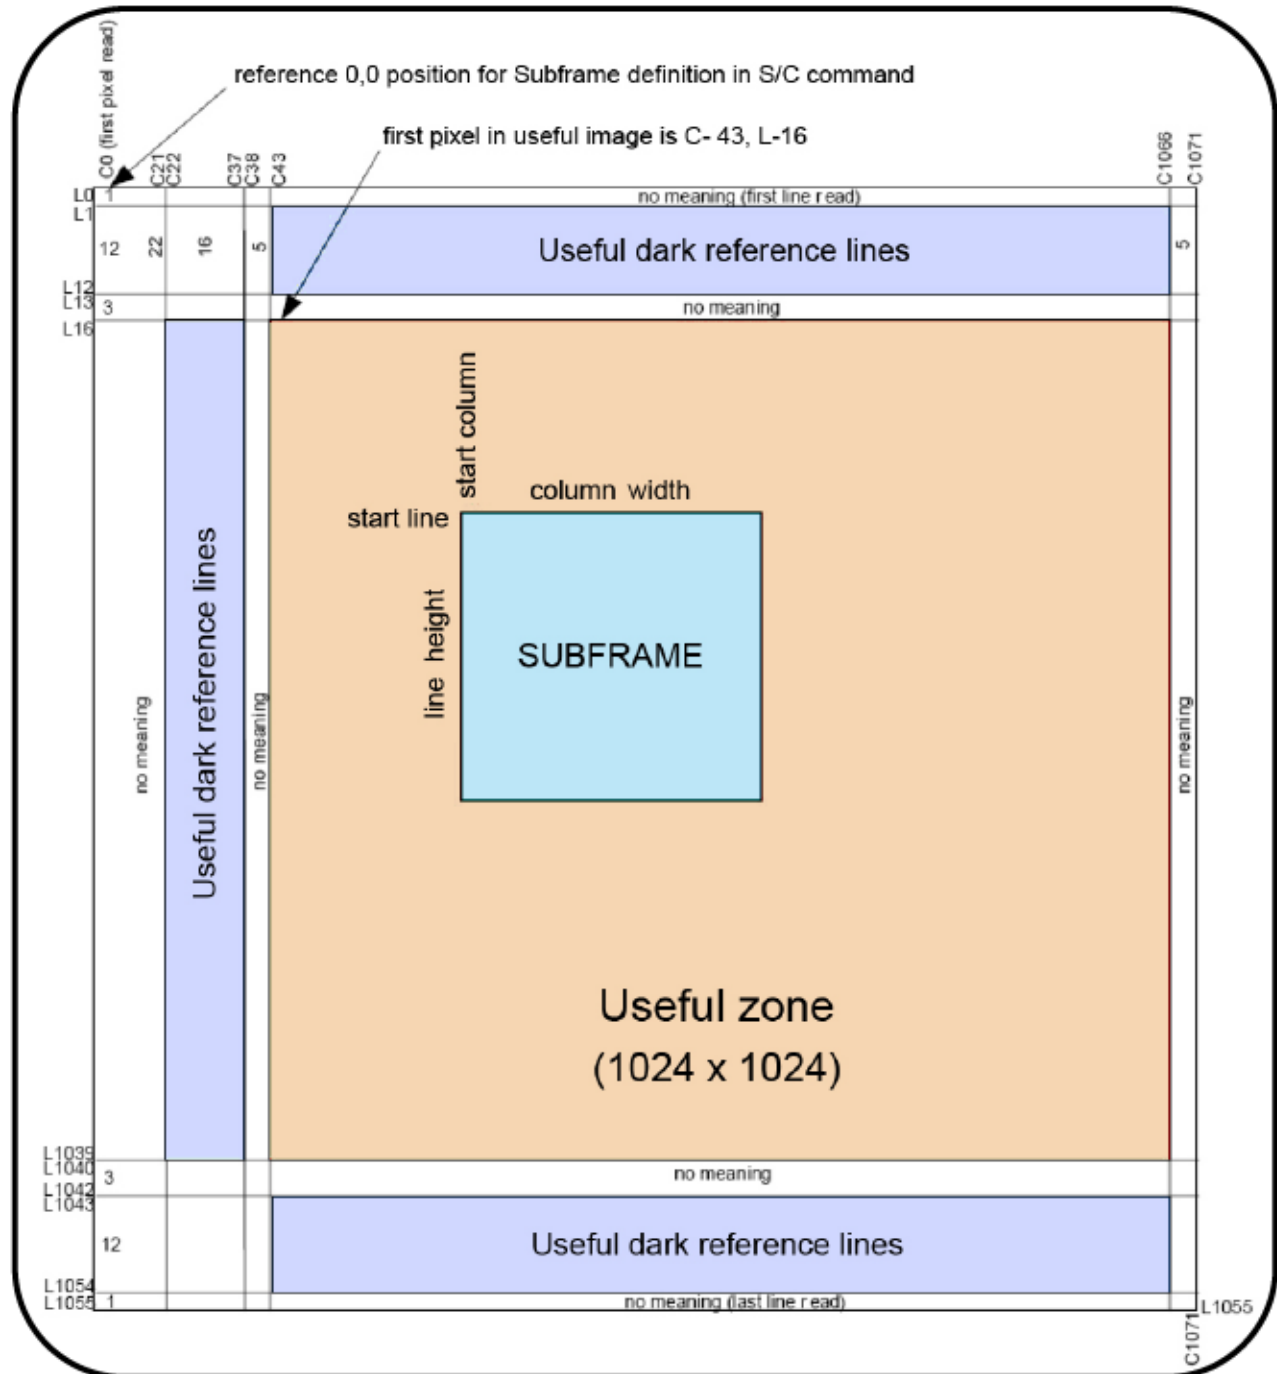 C0 (first pixel read)
reference 0,0 position for Subframe definition in S/C command
first pixel in useful image is C- 43, L-16
C21
C22
C37
C38
C43
C1066
C1071
L0 1 no meaning (first line read)
L1
12 22 16 5 Useful dark reference lines 5
L12
L13 3 no meaning
L16
start column
column width
start line
line height
SUBFRAME
no meaning
Useful dark reference lines
no meaning
no meaning
Useful zone
(1024 x 1024)
L1039
L1040 3 no meaning
L1042
L1043
12 Useful dark reference lines
L1054
L1055 1 no meaning (last line read) L1055
C1071